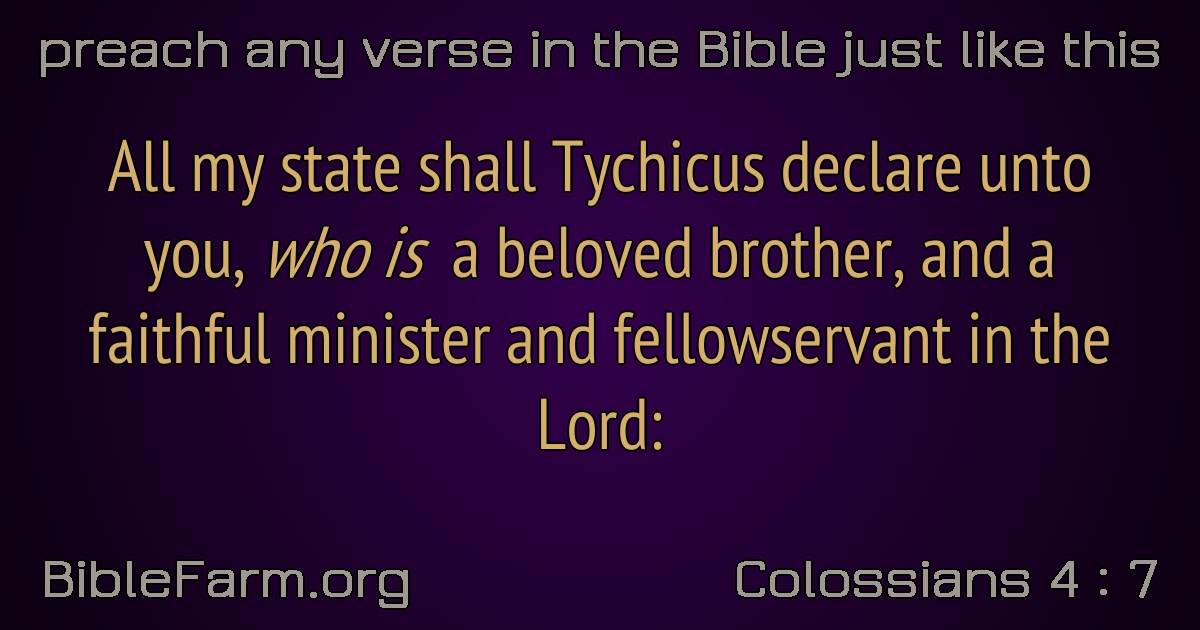 preach any verse in the Bible just like this
All my state shall Tychicus declare unto
you, who is a beloved brother, and a
faithful minister and fellowservant in the
Lord:
BibleFarm.org
Colossians 4 : 7